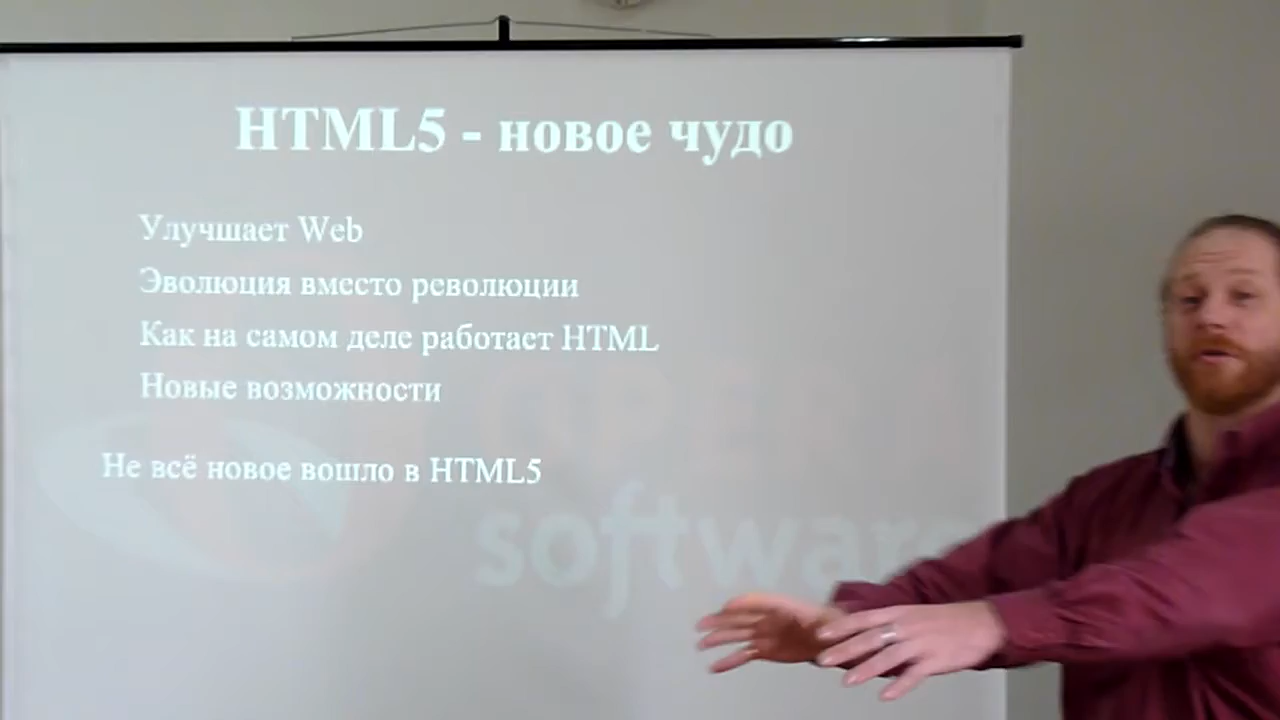 HTML5 - новое чудо
Улучшает Web
Эволюция вместо революции
Как на самом деле работает HTML
Новые возможности
Не всё новое вошло в HTML5
software